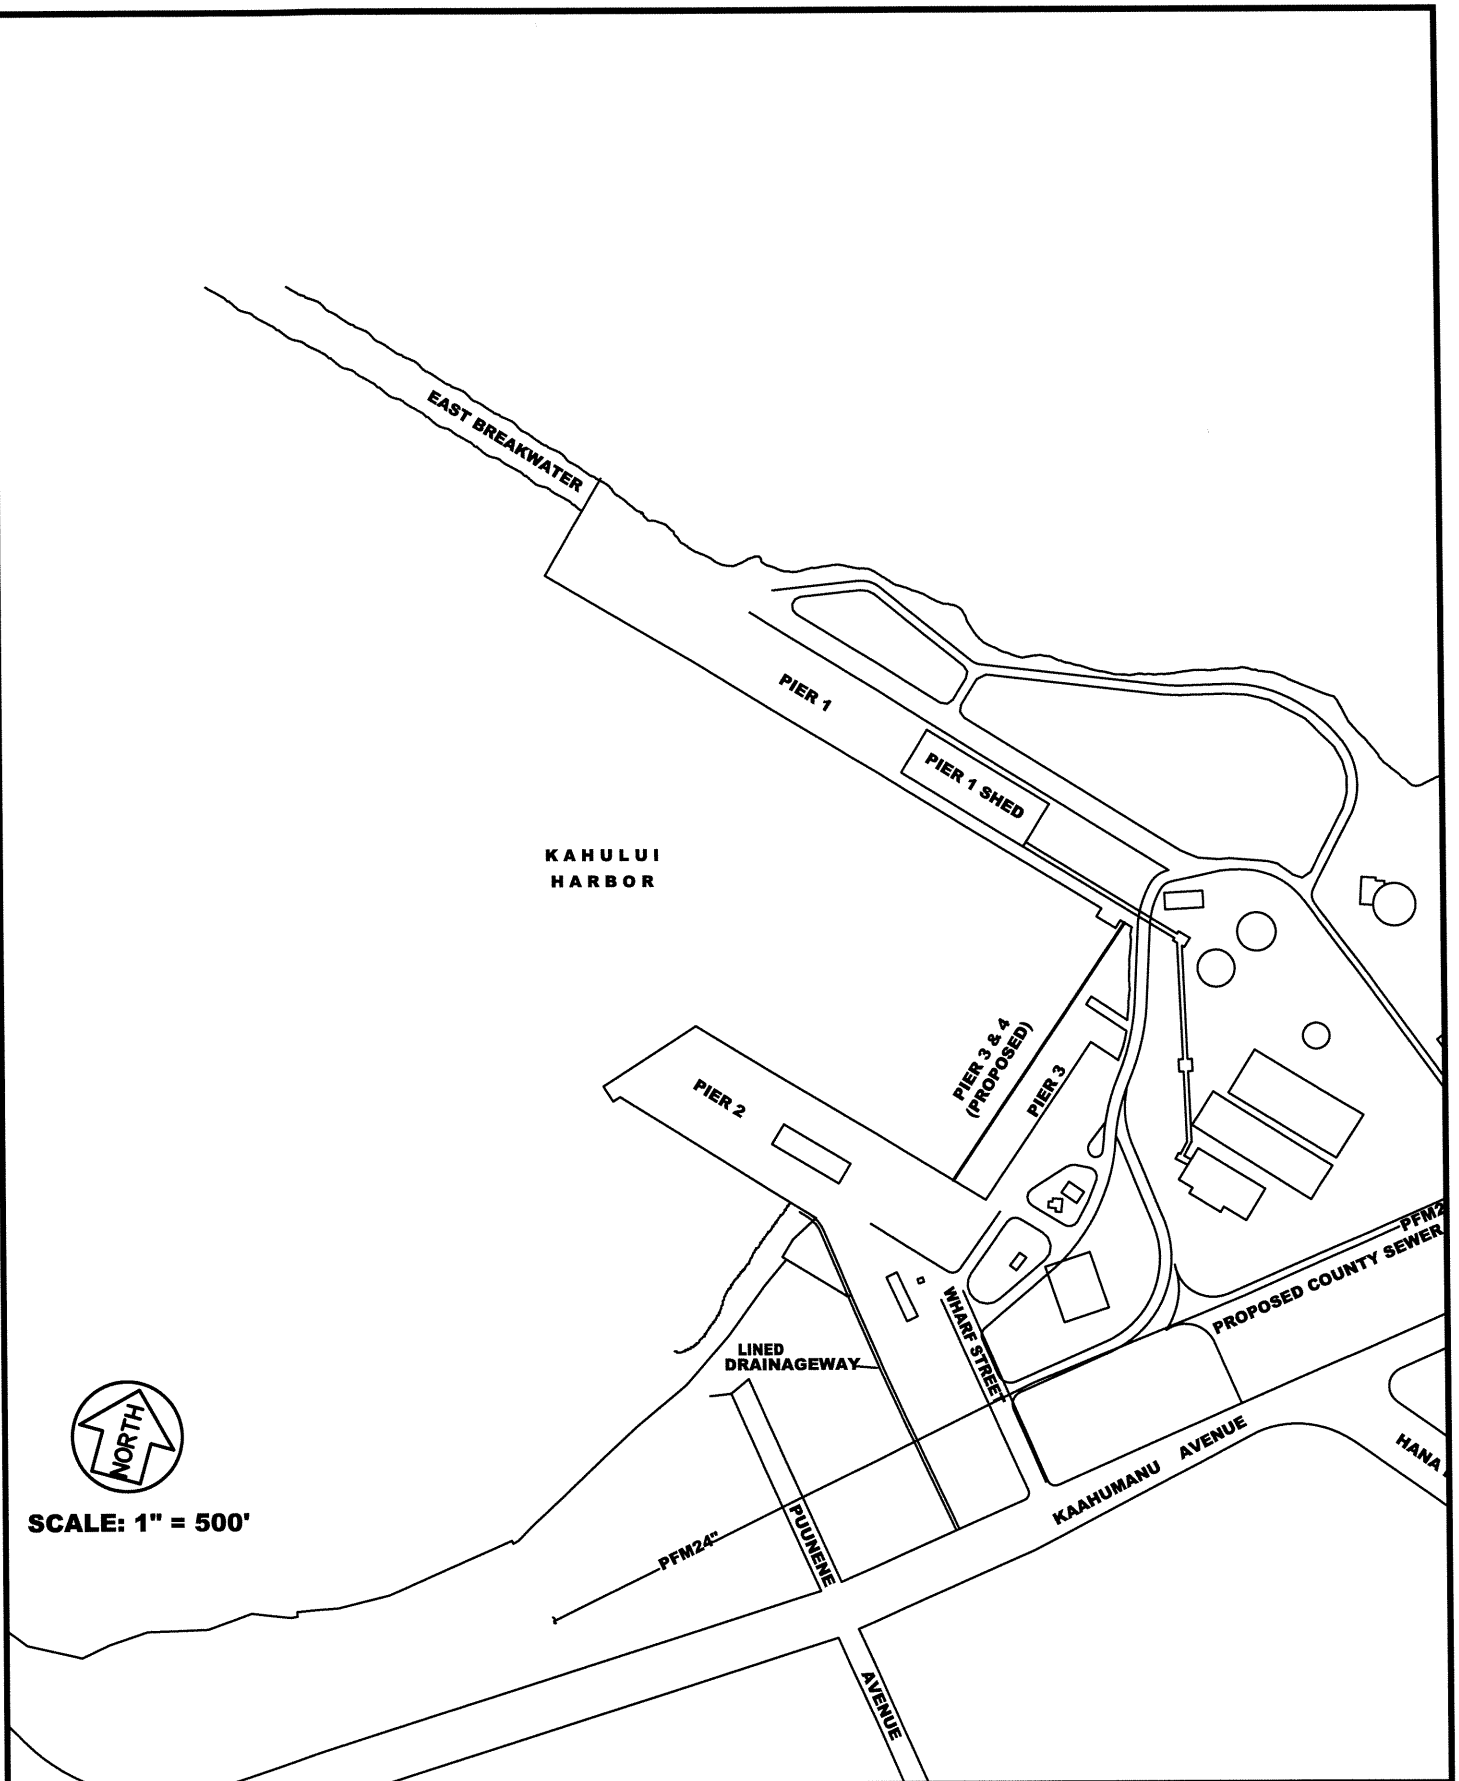 EAST BREAKWATER
PIER 1
PIER 1 SHED
KAHULUI
HARBOR
PIER 3 & 4
(PROPOSED)
PIER 3
PIER 2
PFM2
PROPOSED COUNTY SEWER
WHARF STREET
LINED
DRAINAGEWAY
NORTH
SCALE: 1" = 500'
KAAHUMANU AVENUE
HANA
PFM24"
PUUNENE
AVENUE